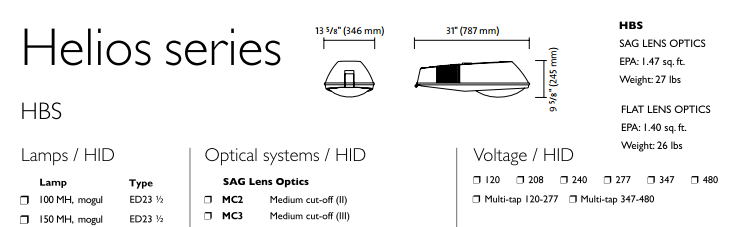 Helios series
HBS
13 5/8" (346 mm)
31" (787 mm)
9 5/8" (245 mm)
HBS
SAG LENS OPTICS
EPA: 1.47 sq. ft.
Weight: 27 lbs
FLAT LENS OPTICS
EPA: 1.40 sq. ft.
Weight: 26 lbs
Lamps / HID
Lamp Type
100 MH, mogul ED23 ½
150 MH, mogul ED23 ½
Optical systems / HID
SAG Lens Optics
MC2 Medium cut-off (II)
MC3 Medium cut-off (III)
Voltage / HID
120 208 240 277 347 480
Multi-tap 120-277 Multi-tap 347-480